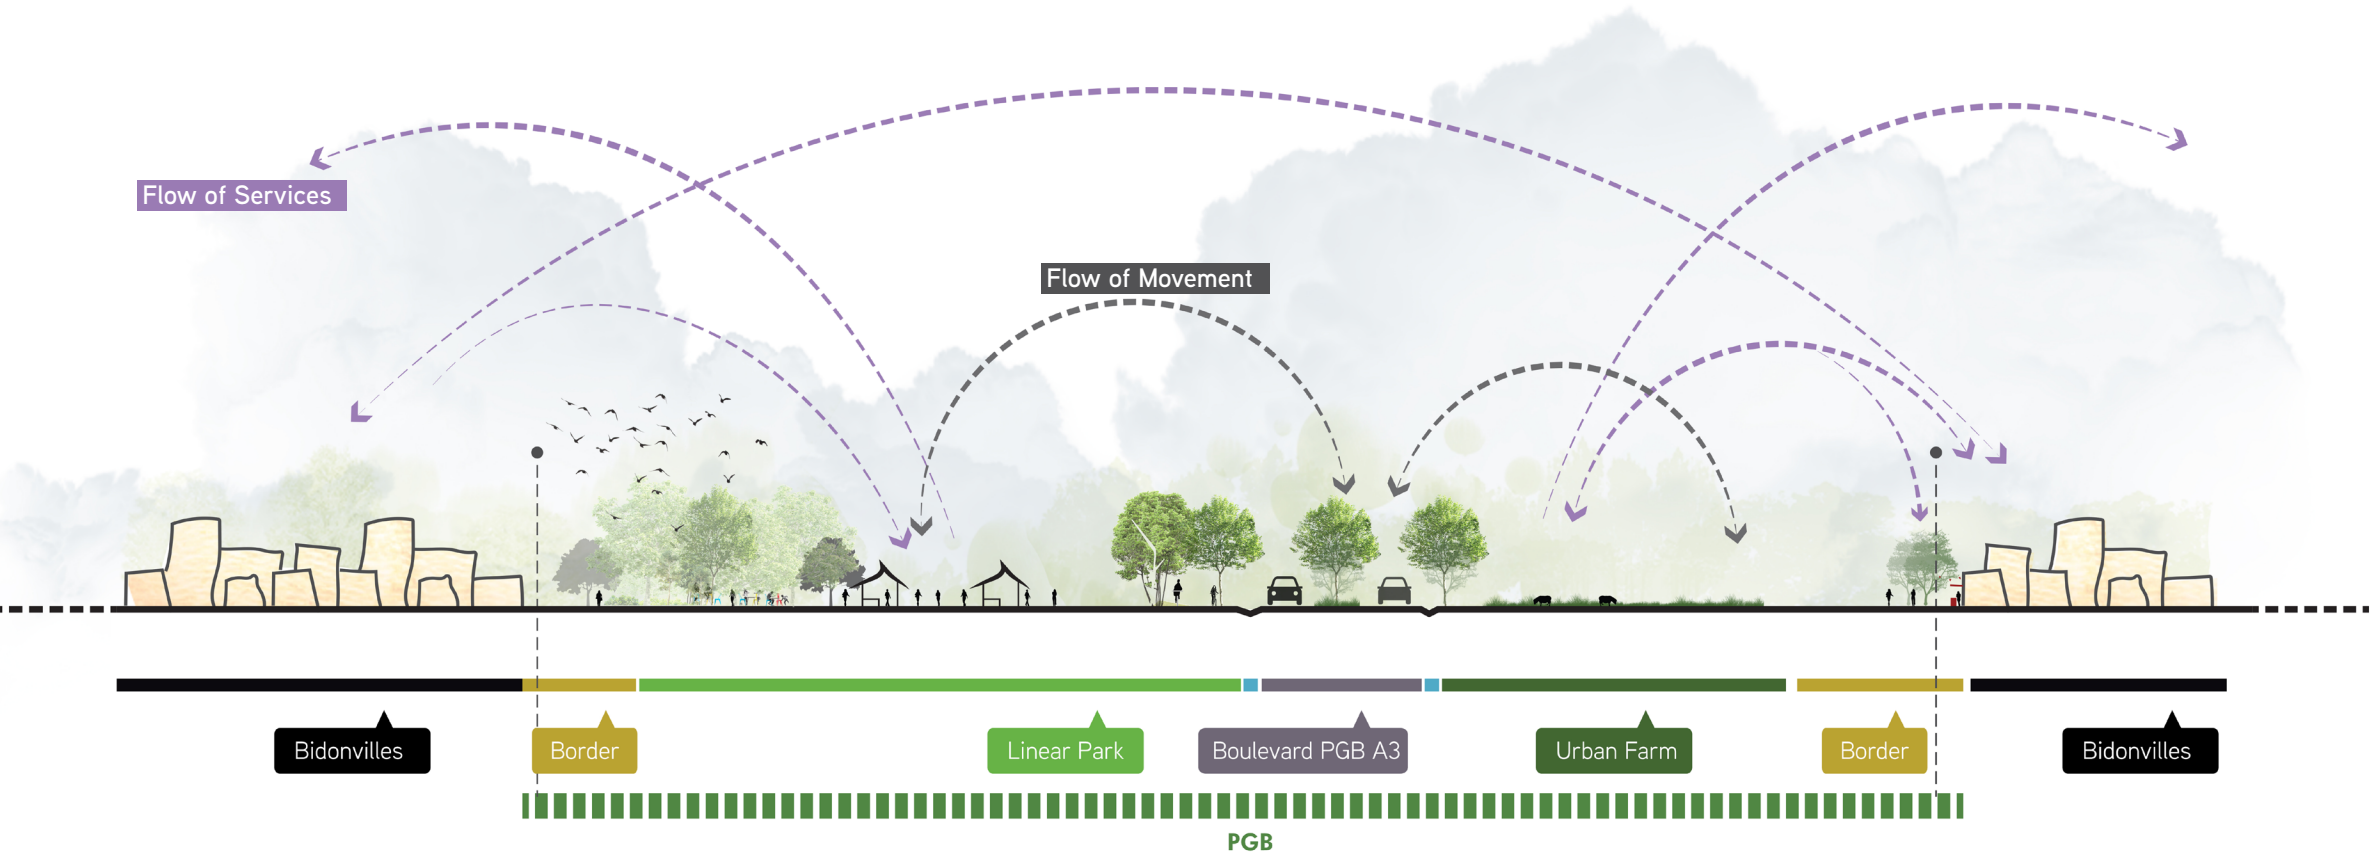 Flow of Services
Flow of Movement
Bidonvilles
Border
Linear Park
Boulevard PGB A3
Urban Farm
Border
Bidonvilles
PGB